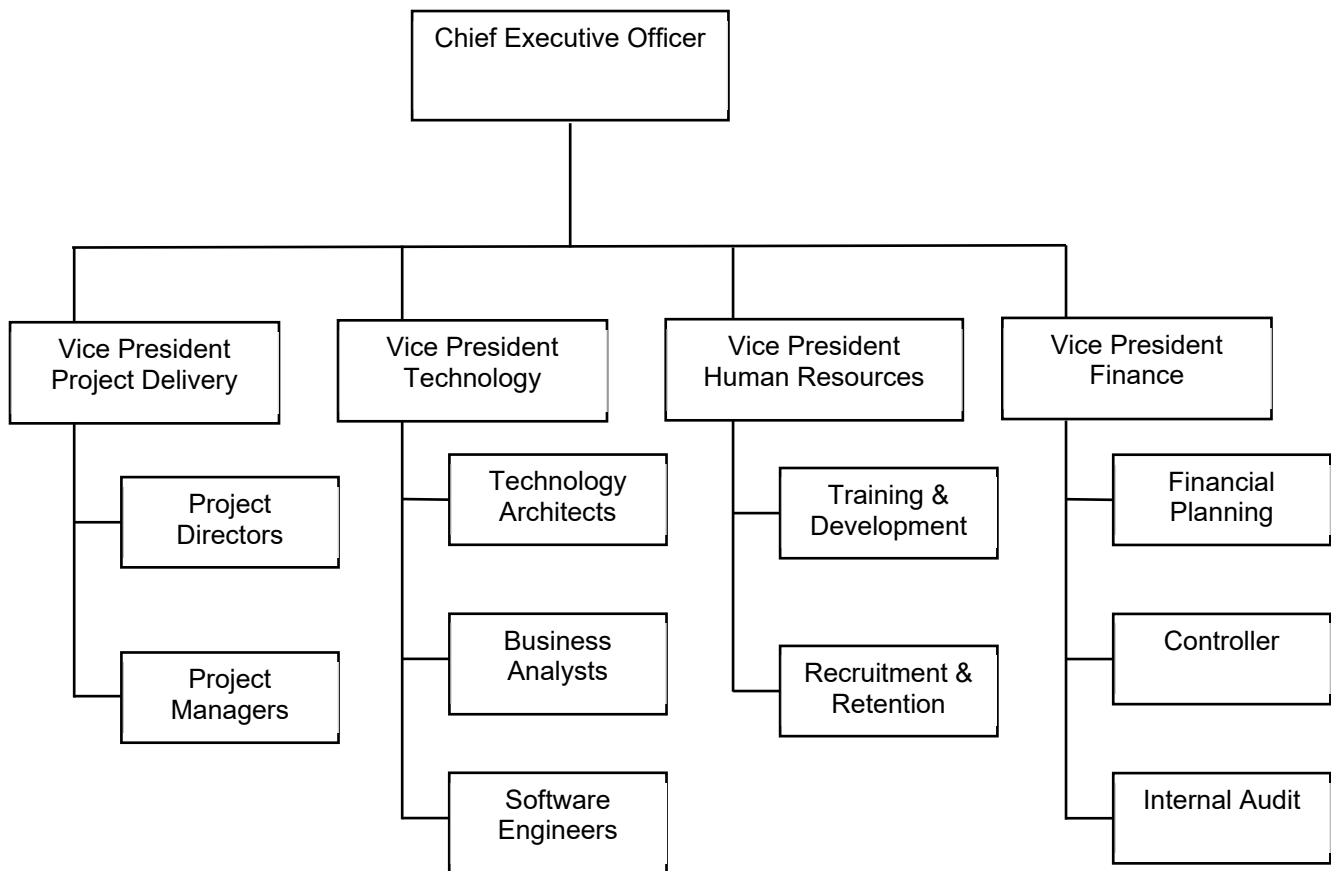 Chief Executive Officer
Vice President
Project Delivery
Vice President
Technology
Vice President
Human Resources
Vice President
Finance
Project
Directors
Project
Managers
Technology
Architects
Business
Analysts
Software
Engineers
Training &
Development
Recruitment &
Retention
Financial
Planning
Controller
Internal Audit